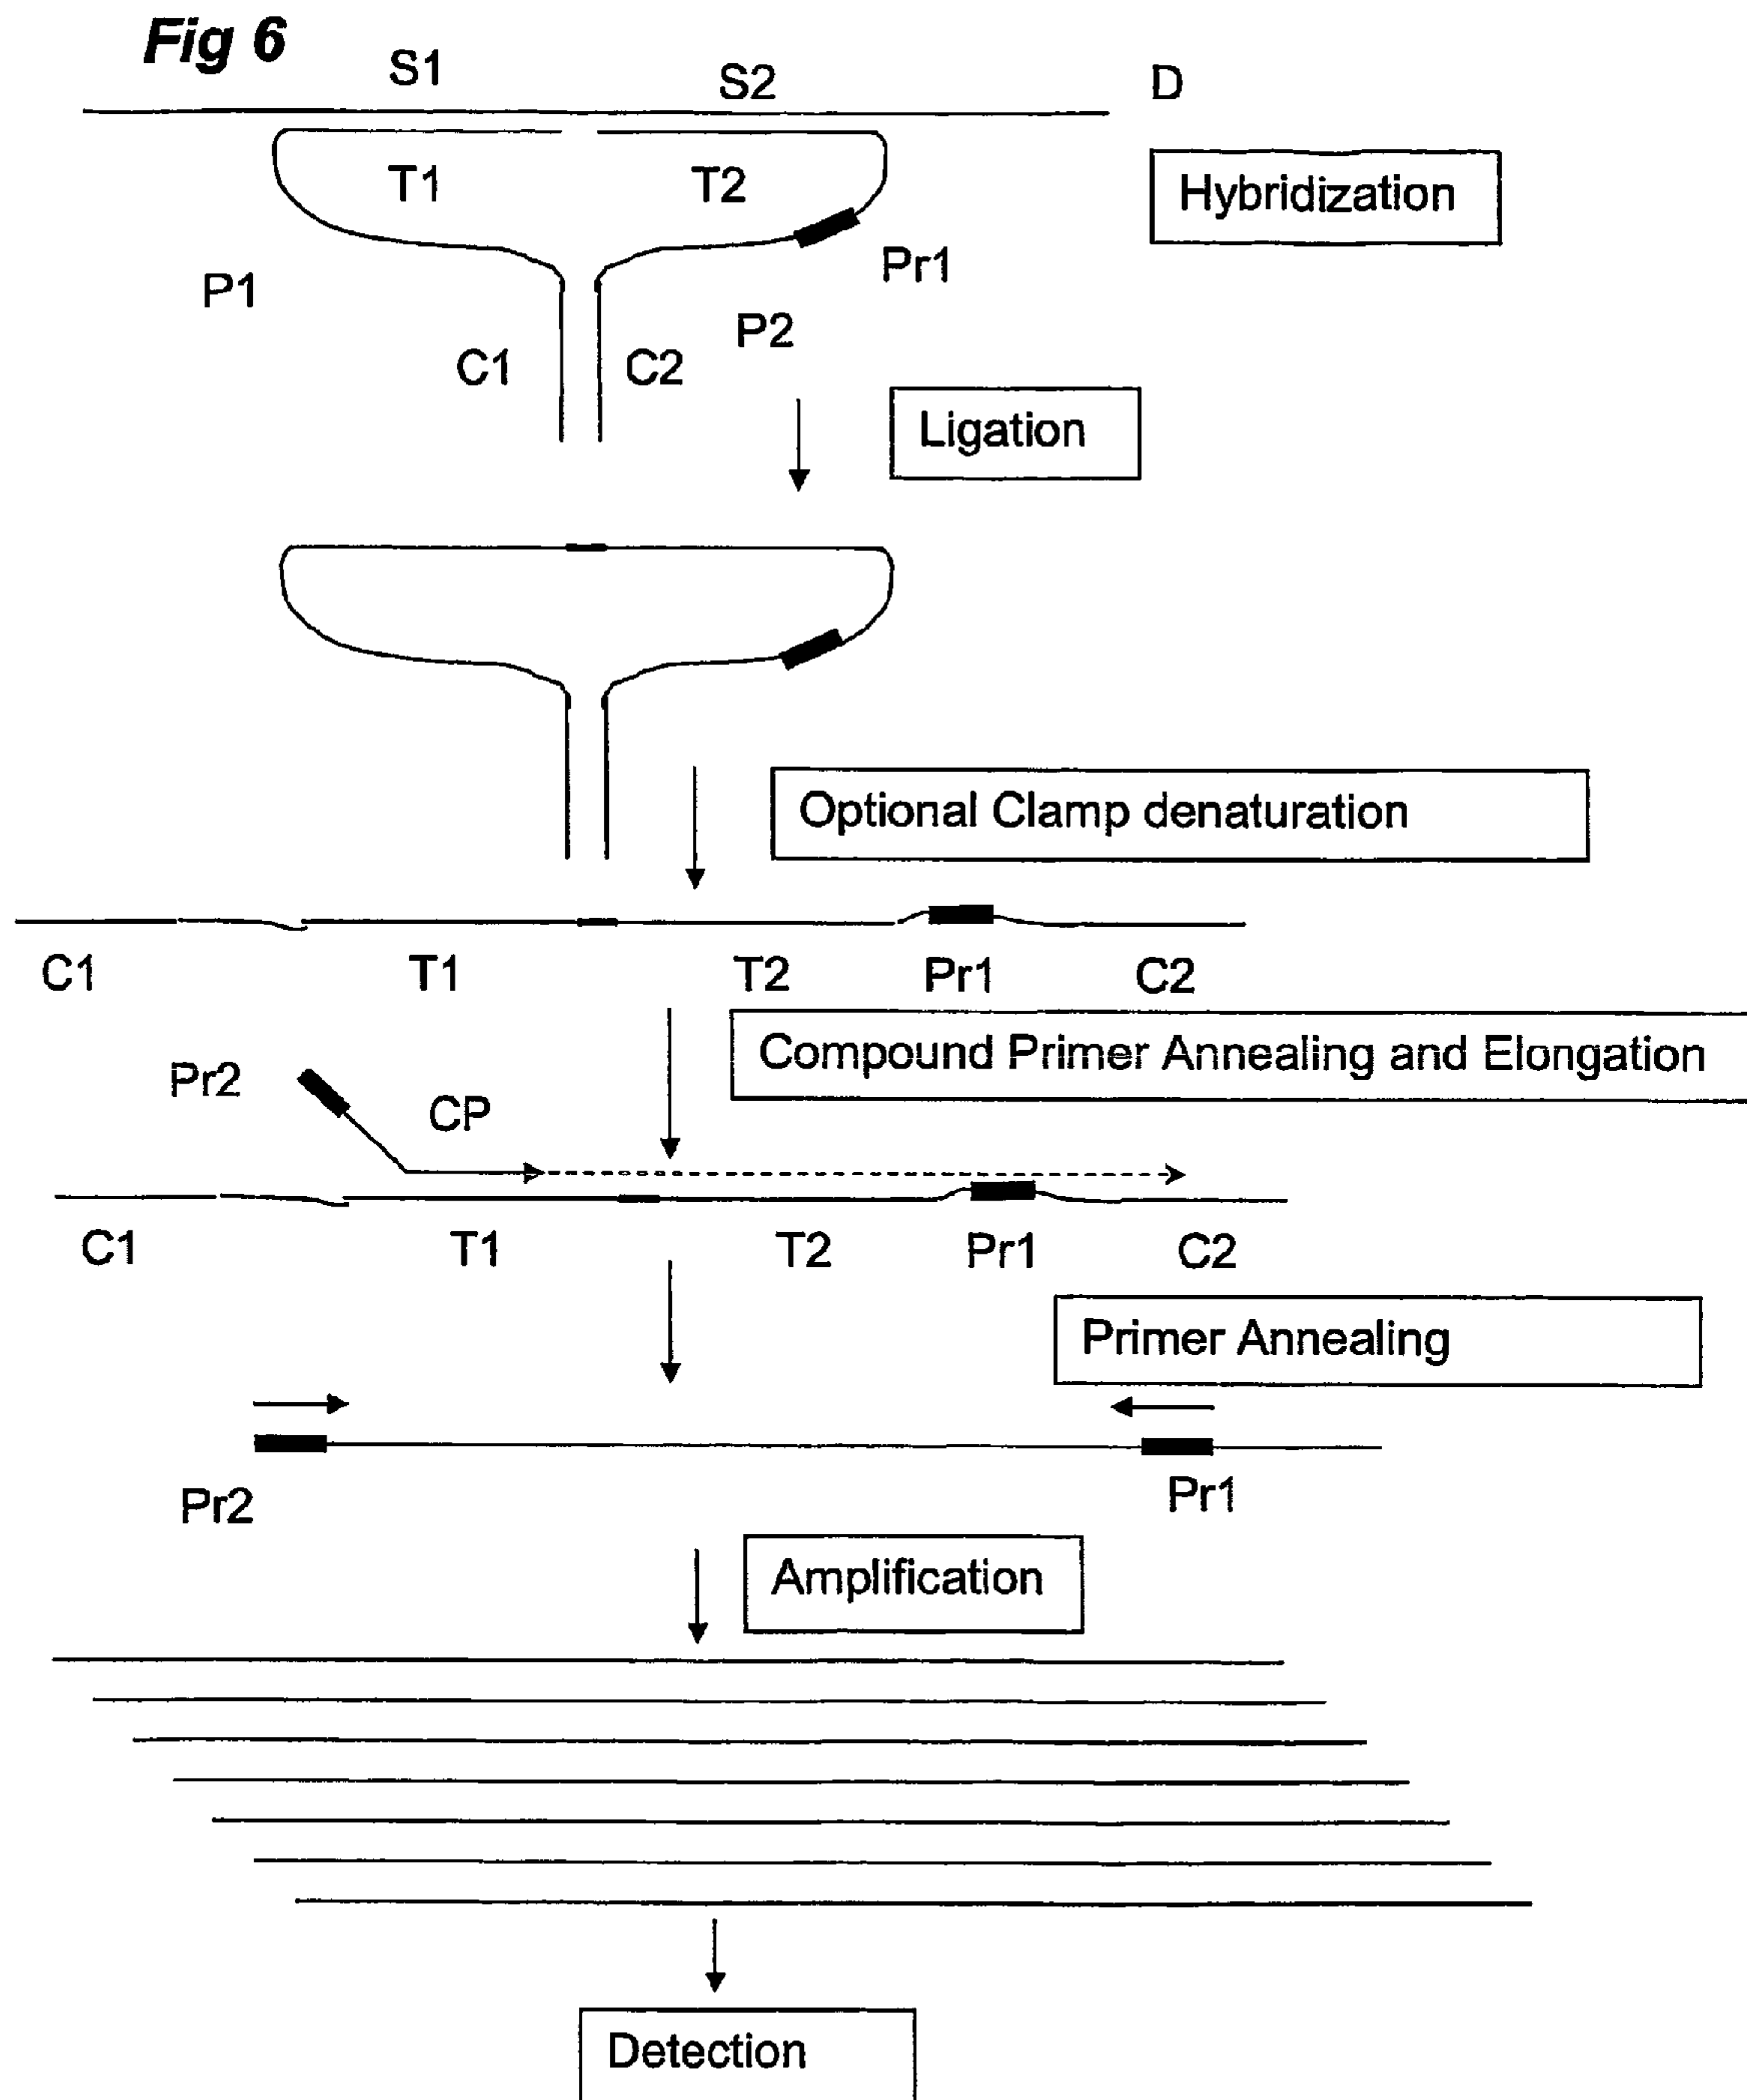 Fig 6
S1
S2
D
T1
T2
Hybridization
P1
Pr1
P2
C1
C2
Ligation
Optional Clamp denaturation
C1
T1
T2
Pr1
C2
Compound Primer Annealing and Elongation
Pr2
CP
C1
T1
T2
Pr1
C2
Primer Annealing
Pr2
Pr1
Amplification
Detection